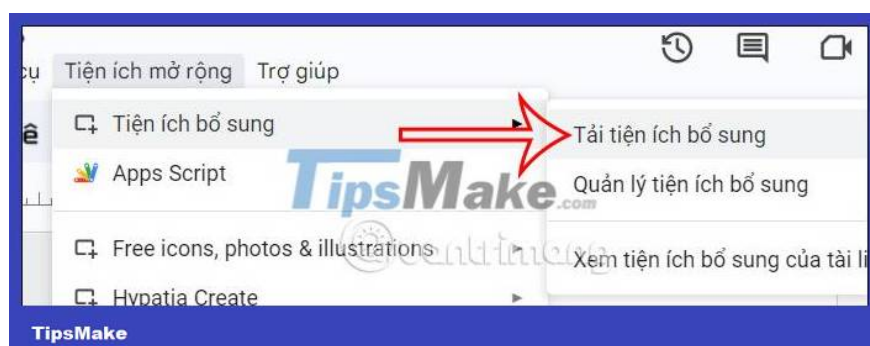 Tiện ích mở rộng Trợ giúp
Tiện ích bổ sung
Tải tiện ích bổ sung
Apps Script
Quản lý tiện ích bổ sung
TipsMake.com
Free icons, photos & illustrations
@quantrimang
Xem tiện ích bổ sung của tài li
Hypatia Create
TipsMake